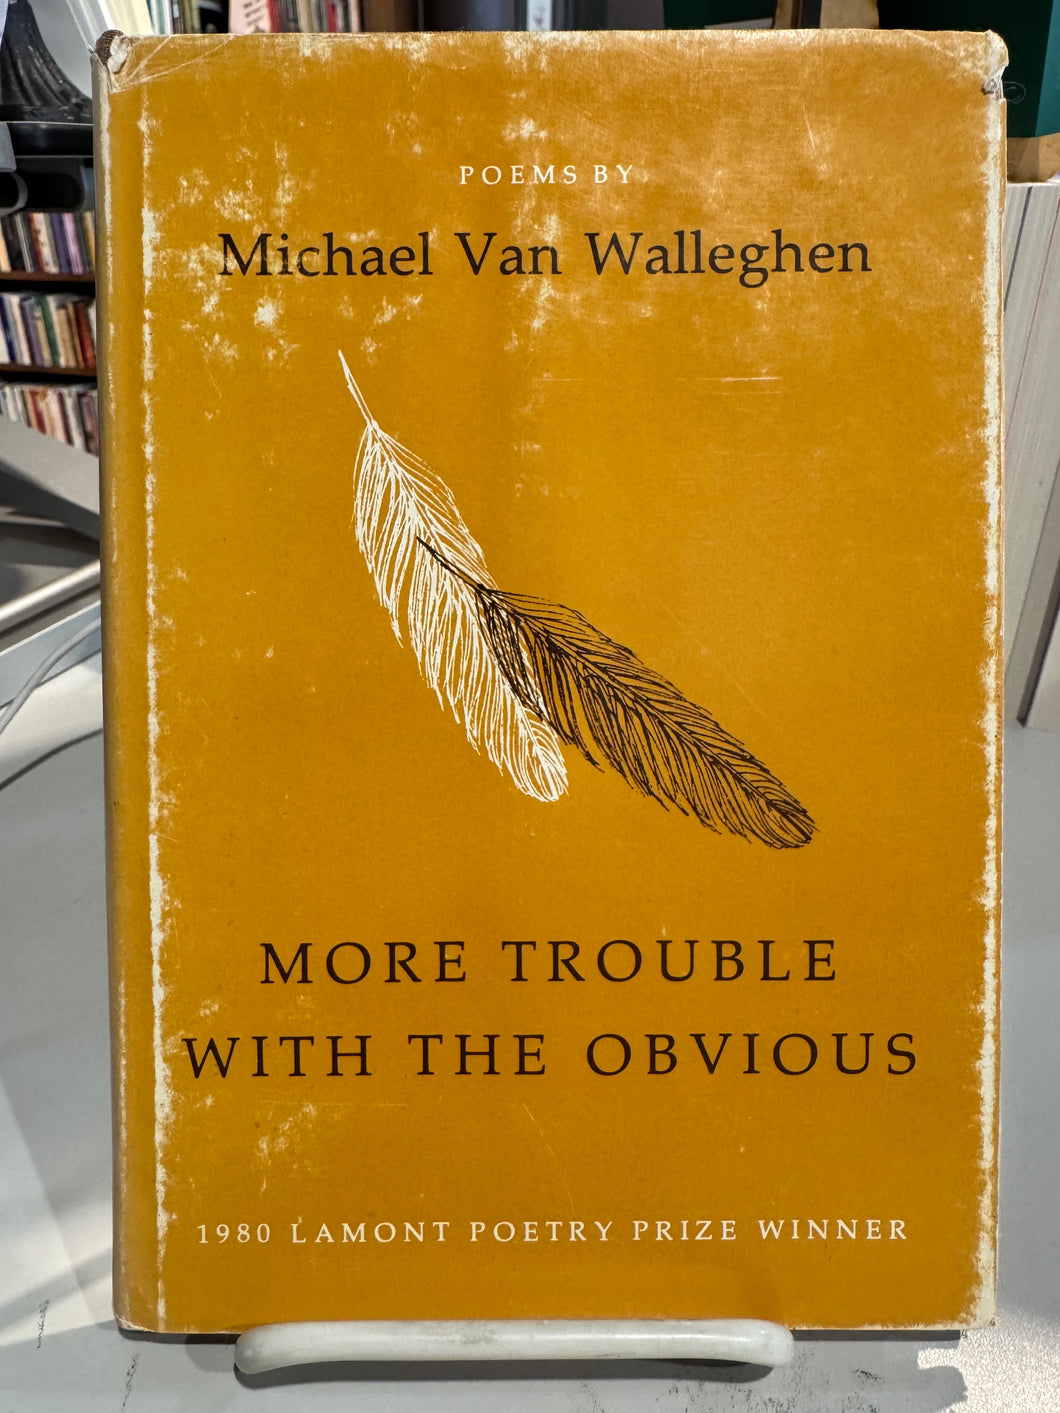 POEMS BY
Michael Van Walleghen
MORE TROUBLE
WITH THE OBVIOUS
1980 LAMONT POETRY PRIZE WINNER